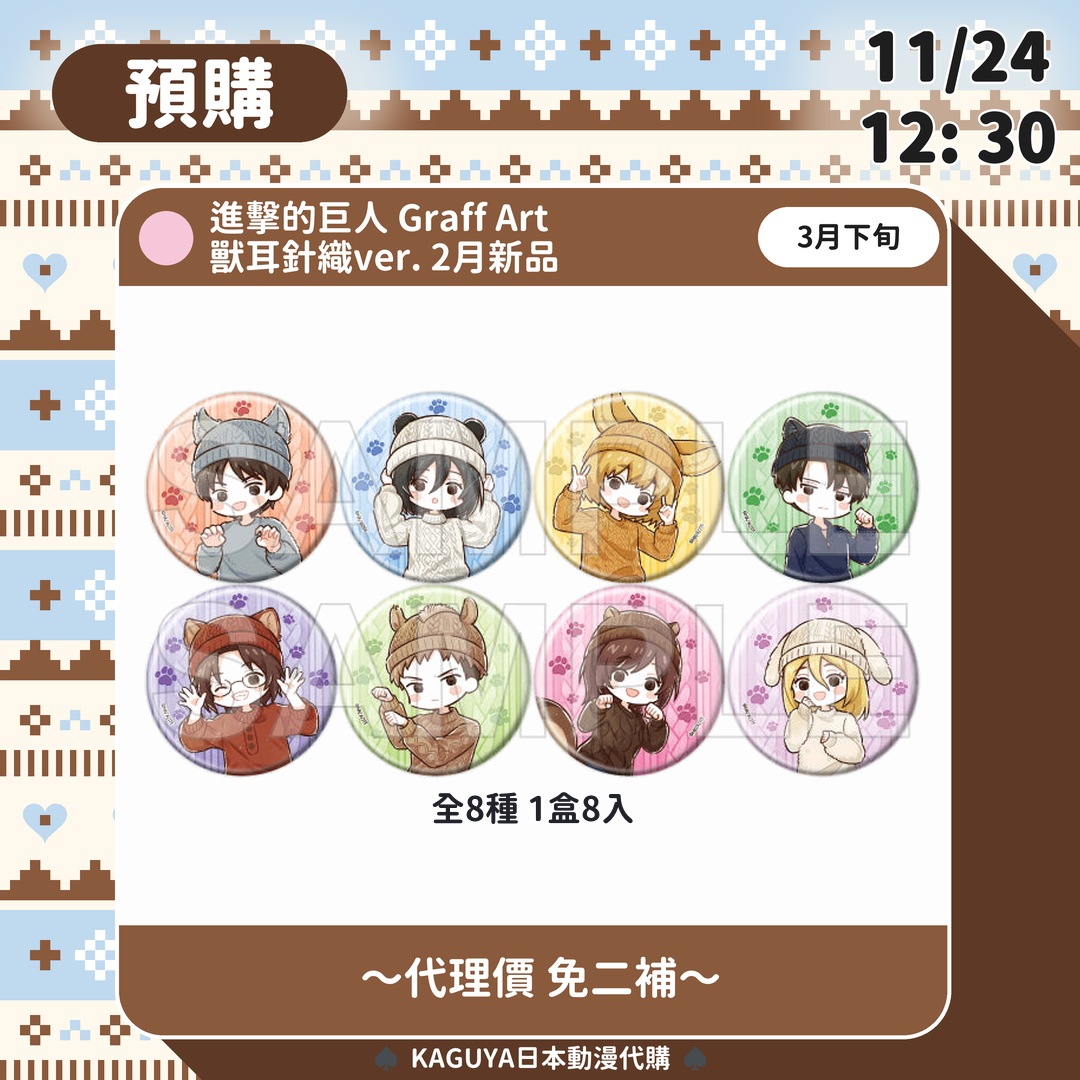 預購
11/24
12: 30
進擊的巨人 Graff Art
獸耳針織ver. 2月新品
3月下旬
SAMPLE
SAMPLE
全8種 1盒8入
～代理價 免二補～
♠ KAGUYA日本動漫代購 ♠